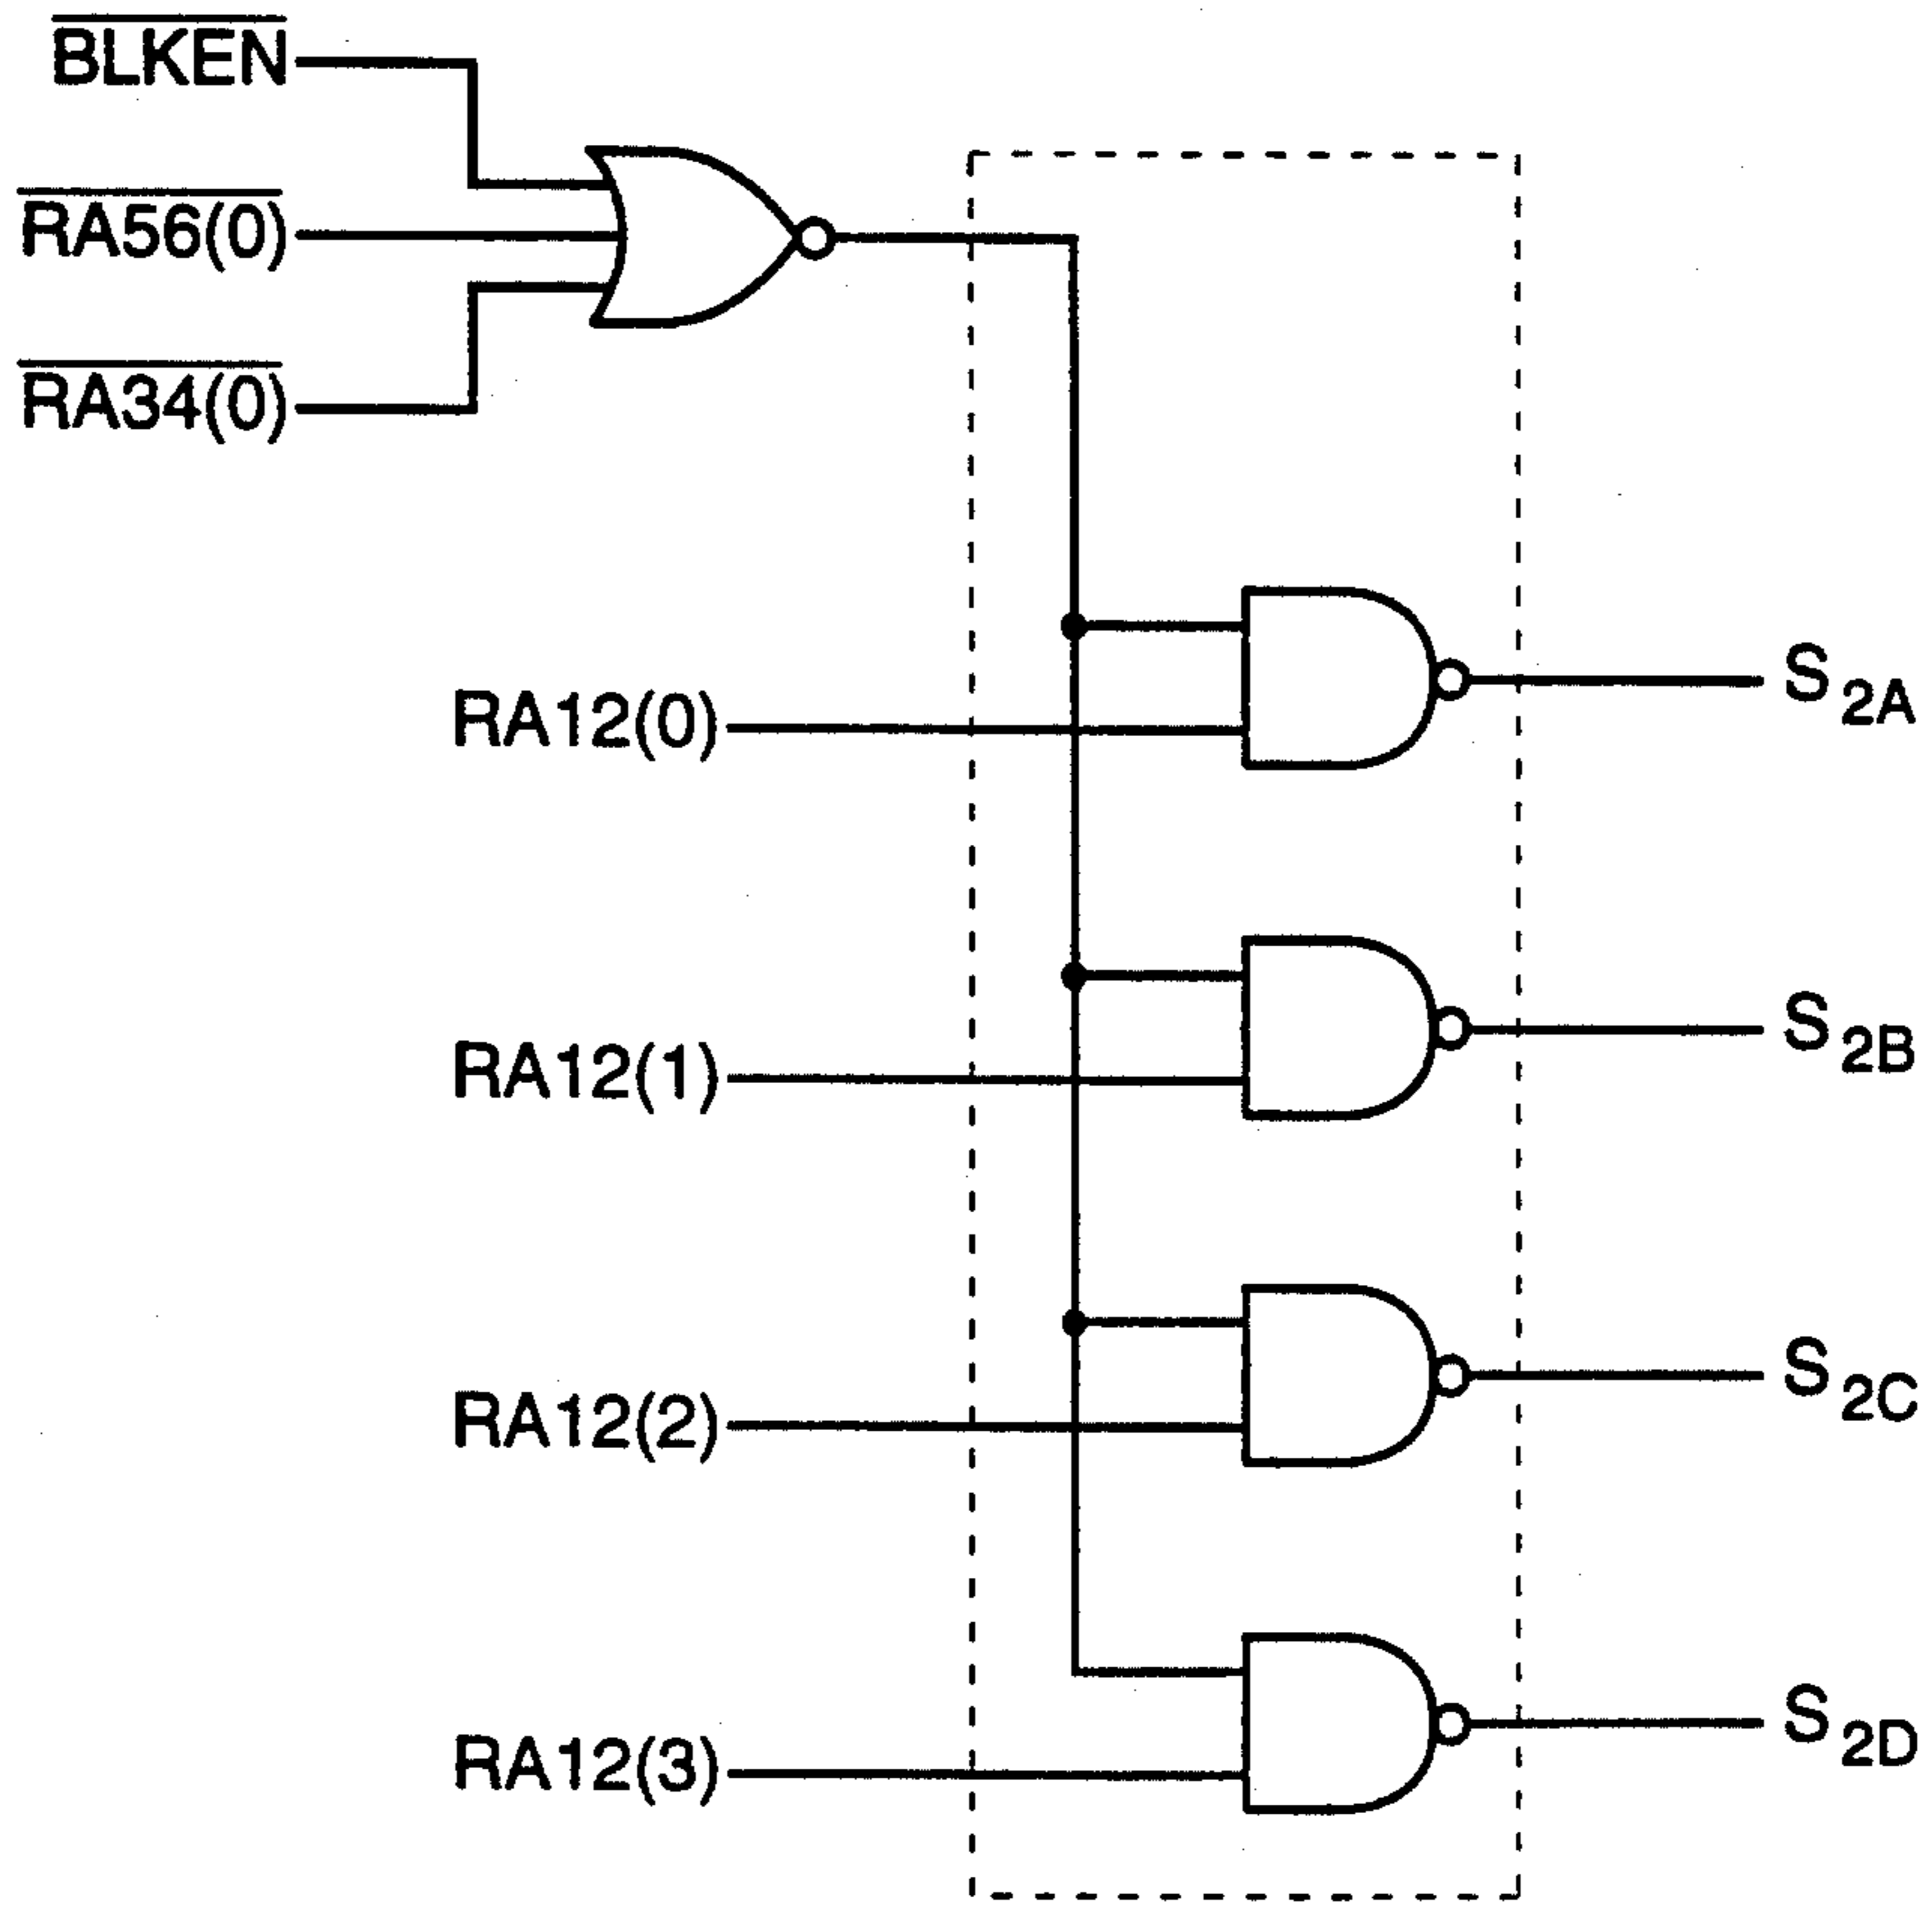 BLKEN
RA56(0)
RA34(0)
RA12(0)
S2A
RA12(1)
S2B
RA12(2)
S2C
RA12(3)
S2D